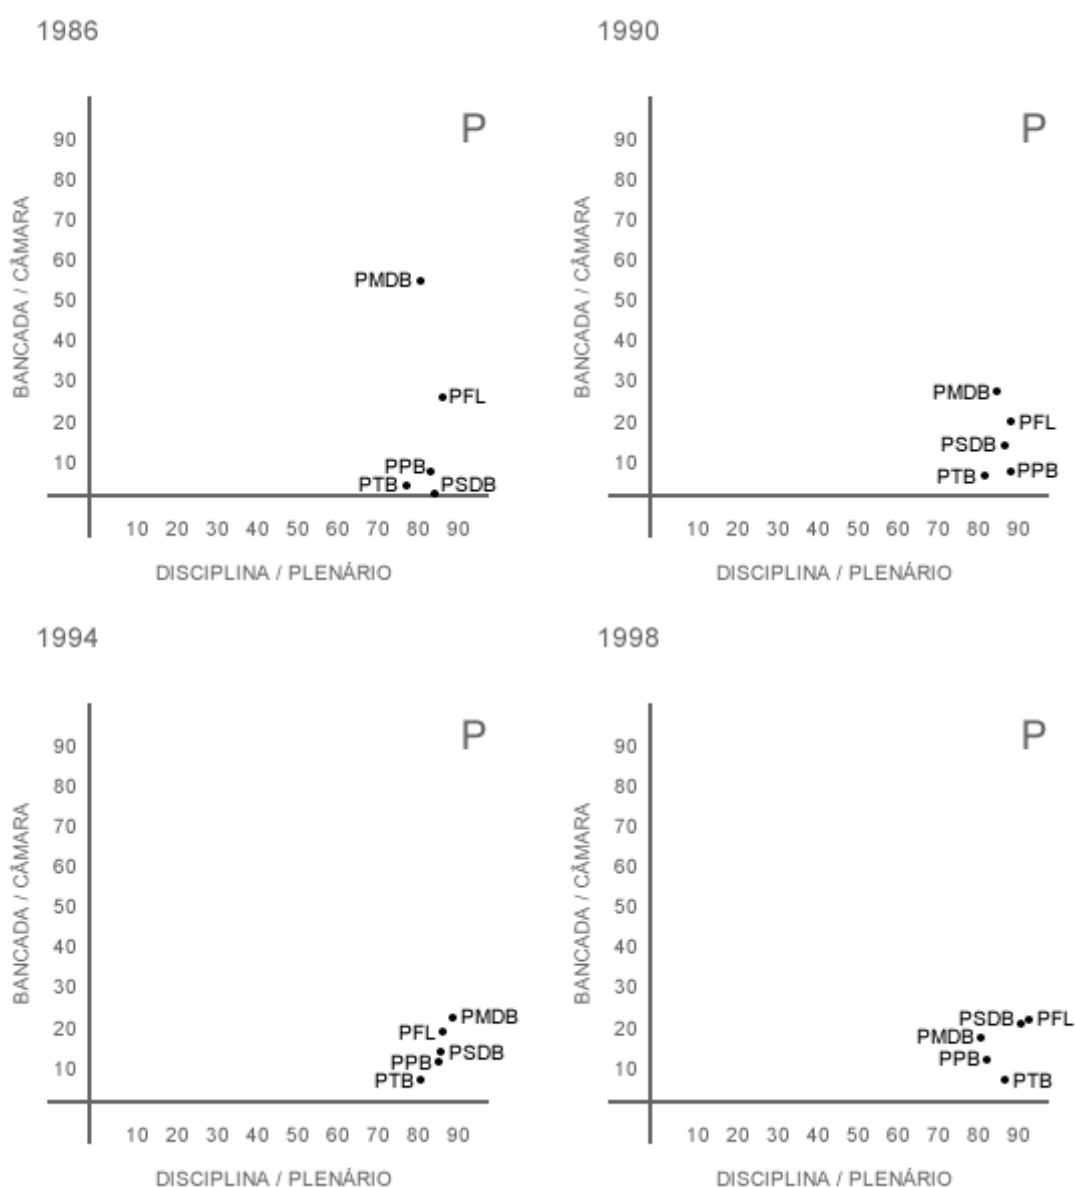 1986
P
BANCADA / CÂMARA
90
80
70
60
50
40
30
20
10
PMDB
PFL
PPB
PTB
PSDB
10 20 30 40 50 60 70 80 90
DISCIPLINA / PLENÁRIO
1990
P
BANCADA / CÂMARA
90
80
70
60
50
40
30
20
10
PMDB
PFL
PSDB
PPB
PTB
10 20 30 40 50 60 70 80 90
DISCIPLINA / PLENÁRIO
1994
P
BANCADA / CÂMARA
90
80
70
60
50
40
30
20
10
PMDB
PFL
PSDB
PPB
PTB
10 20 30 40 50 60 70 80 90
DISCIPLINA / PLENÁRIO
1998
P
BANCADA / CÂMARA
90
80
70
60
50
40
30
20
10
PSDB
PFL
PMDB
PPB
PTB
10 20 30 40 50 60 70 80 90
DISCIPLINA / PLENÁRIO